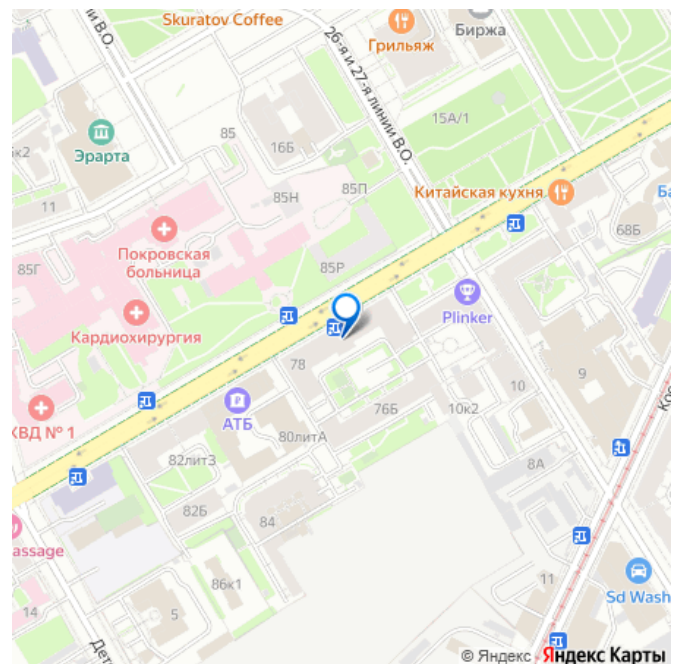 Skuratov Coffee
26-я и 27-я линии В.О.
Грильяж
Биржа
15А/1
85
16Б
Эрарта
11
85Н
85П
Китайская кухня
68Б
Покровская
больница
85Г
85Р
Кардиохирургия
Plinker
78
10
9
КВД № 1
АТБ
76Б
10к2
80литА
82литЗ
8А
82Б
84
86к1
11
14
5
Sd Wash
© Яндекс Яндекс Карты